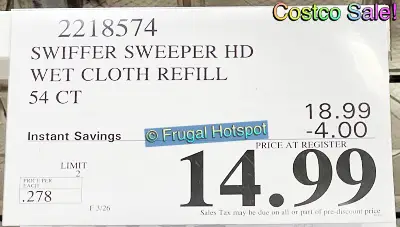 Costco Sale!
2218574
SWIFFER SWEEPER HD
WET CLOTH REFILL
54 CT
18.99
Instant Savings -4.00
© Frugal Hotspot
PRICE AT REGISTER
LIMIT
2
14.99
PRICE PER
EACH
.278
F 3/26
Sales Tax may be due on all or part of pre-discount price